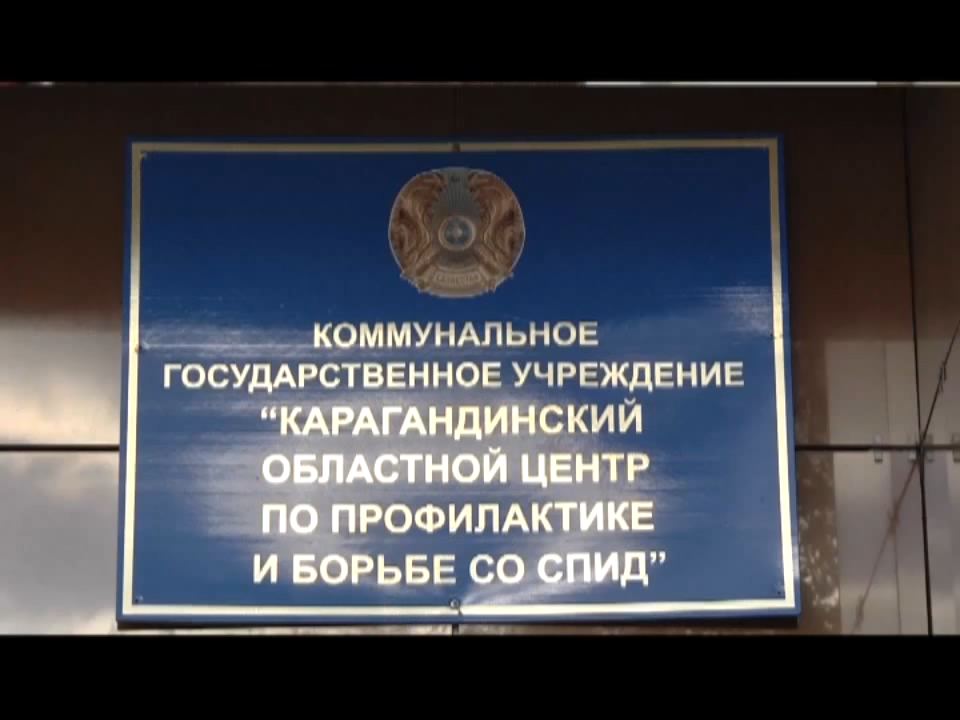 КОММУНАЛЬНОЕ
ГОСУДАРСТВЕННОЕ УЧРЕЖДЕНИЕ
“КАРАГАНДИНСКИЙ
ОБЛАСТНОЙ ЦЕНТР
ПО ПРОФИЛАКТИКЕ
И БОРЬБЕ СО СПИД”